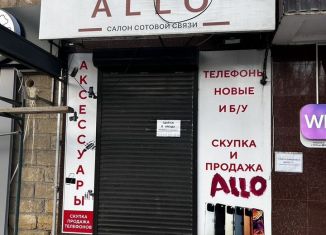 ALLO
САЛОН СОТОВОЙ СВЯЗИ
АКСЕССУАРЫ
ТЕЛЕФОНЫ
НОВЫЕ
И Б/У
СКУПКА И
ПРОДАЖА
ALLO
СКУПКА
ПРОДАЖА
ТЕЛЕФОНОВ